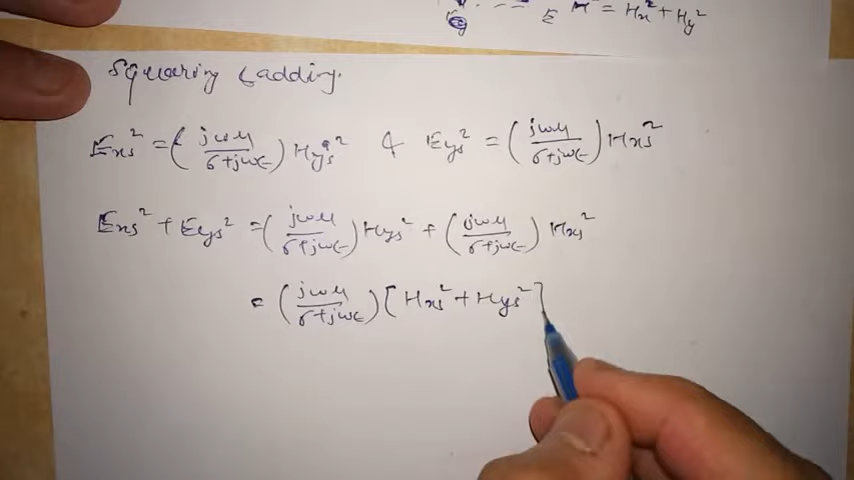 E H² = Hx² + Hy²
Squaring & adding.
Exs² = (jωμ / σ+jωϵ) Hys² & Eys² = (jωμ / σ+jωϵ) Hxs²
Exs² + Eys² = (jωμ / σ+jωϵ) Hys² + (jωμ / σ+jωϵ) Hxs²
= (jωμ / σ+jωϵ) [Hxs² + Hys²]